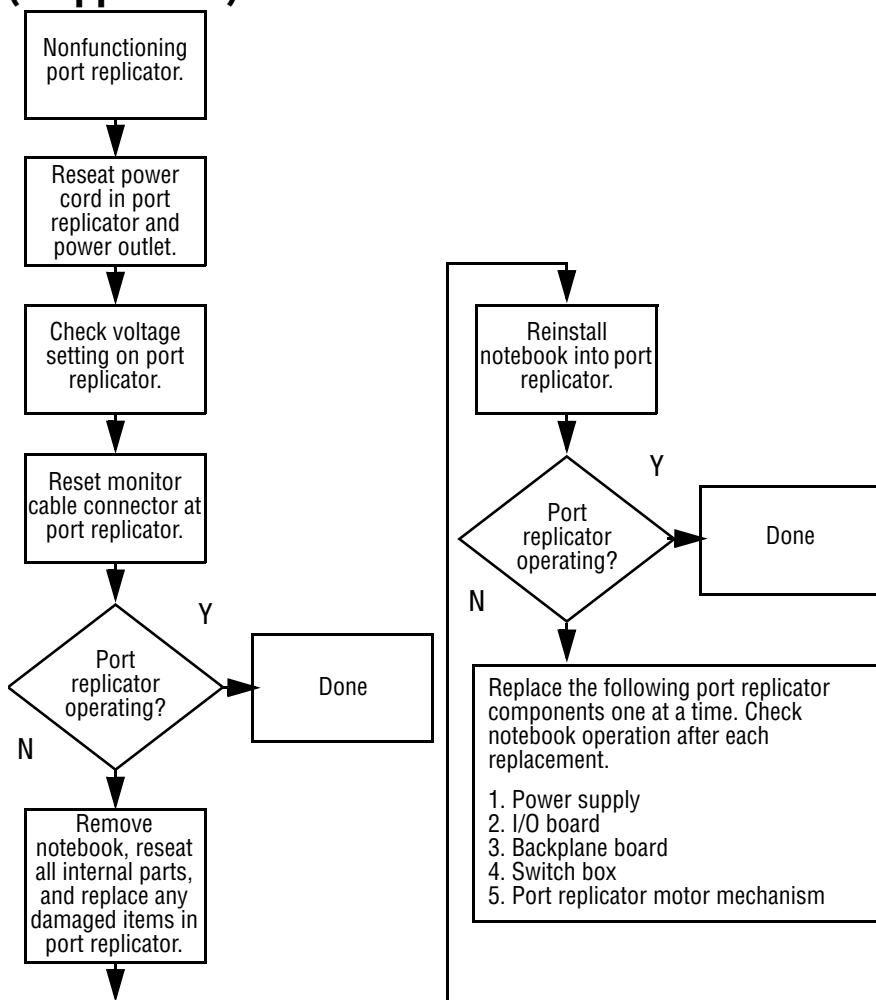 Nonfunctioning
port replicator.
Reseat power
cord in port
replicator and
power outlet.
Check voltage
setting on port
replicator.
Reset monitor
cable connector at
port replicator.
Port
replicator
operating?
Y
N
Done
Remove
notebook, reseat
all internal parts,
and replace any
damaged items in
port replicator.
Reinstall
notebook into port
replicator.
Port
replicator
operating?
Y
N
Done
Replace the following port replicator
components one at a time. Check
notebook operation after each
replacement.
1. Power supply
2. I/O board
3. Backplane board
4. Switch box
5. Port replicator motor mechanism